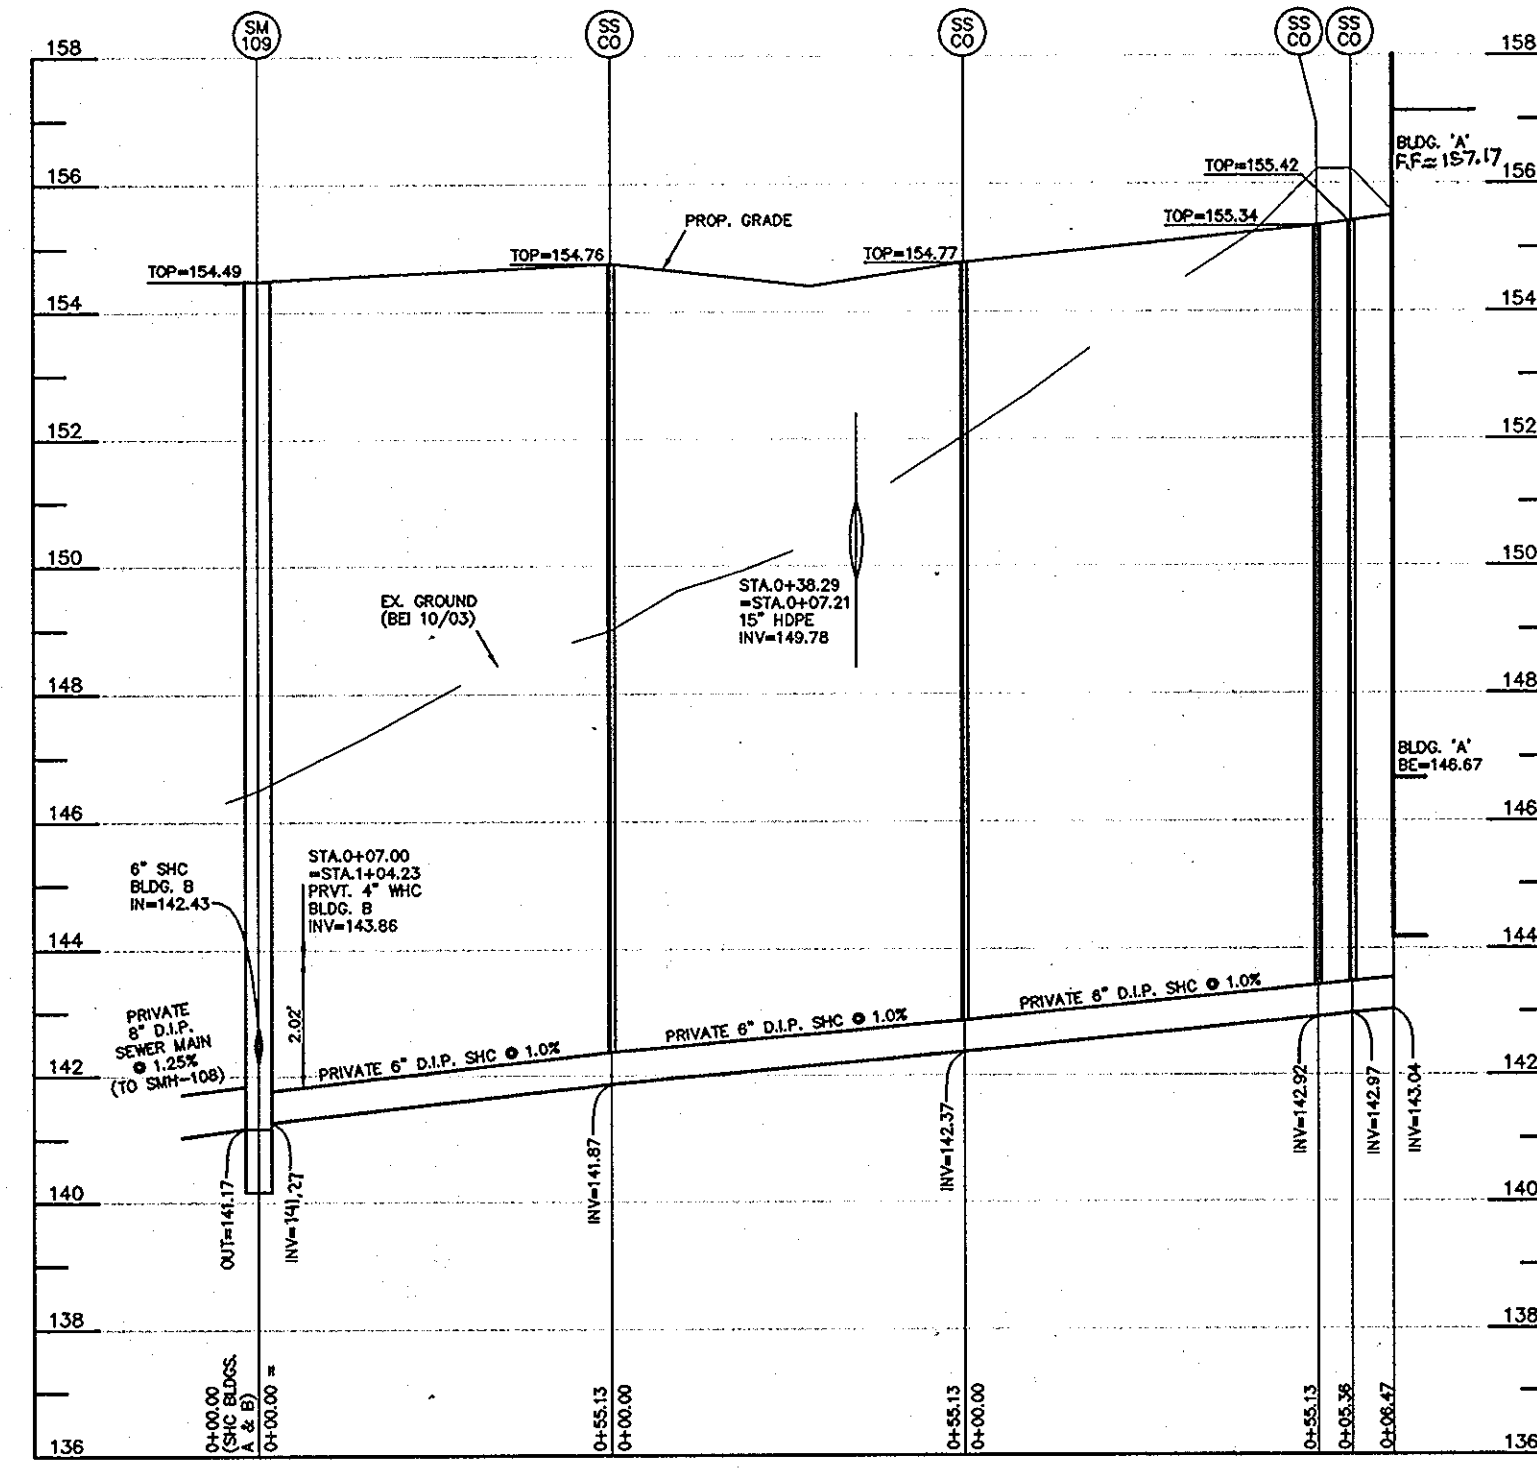 SM
109
SS
CO
SS
CO
SS
CO
SS
CO
158
158
BLDG. 'A'
F.F.=157.17
156
TOP=155.42
156
PROP. GRADE
TOP=155.34
TOP=154.49
TOP=154.76
TOP=154.77
154
154
152
152
150
150
STA.0+38.29
=STA.0+07.21
15" HDPE
INV=149.78
EX. GROUND
(BEI 10/03)
148
148
BLDG. 'A'
BE=146.67
146
146
6" SHC
BLDG. B
IN=142.43
STA.0+07.00
=STA.1+04.23
PRVT. 4" WHC
BLDG. B
INV=143.86
144
144
PRIVATE
8" D.I.P.
SEWER MAIN
@ 1.25%
(TO SMH-108)
2.02'
PRIVATE 6" D.I.P. SHC @ 1.0%
PRIVATE 6" D.I.P. SHC @ 1.0%
PRIVATE 6" D.I.P. SHC @ 1.0%
142
142
OUT=141.17
INV=141.27
INV=141.87
INV=142.37
INV=142.92
INV=142.97
INV=143.04
140
140
138
138
0+00.00
(SHC BLDGS.
A & B)
0+00.00 =
0+55.13
0+00.00
0+55.13
0+00.00
0+55.13
0+05.36
0+06.47
136
136